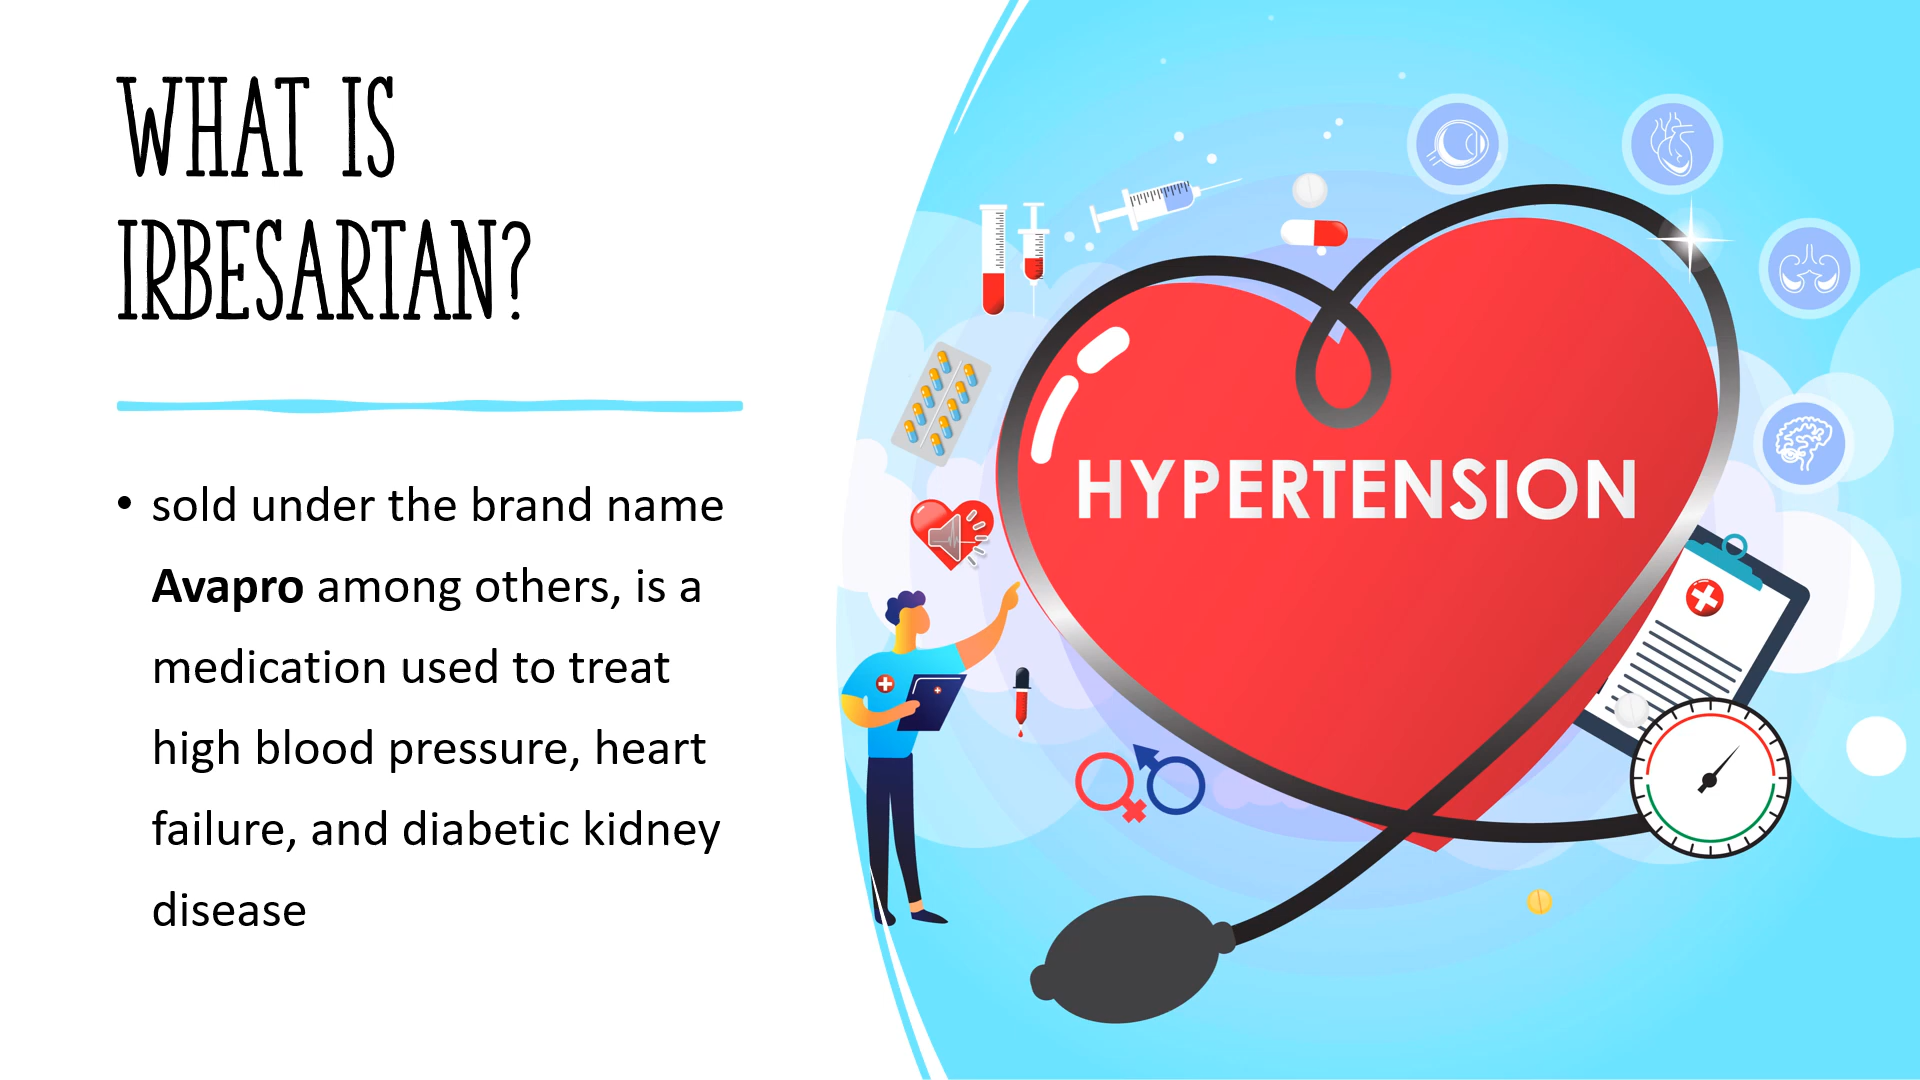 WHAT IS
IRBESARTAN?
• sold under the brand name
Avapro among others, is a
medication used to treat
high blood pressure, heart
failure, and diabetic kidney
disease
HYPERTENSION